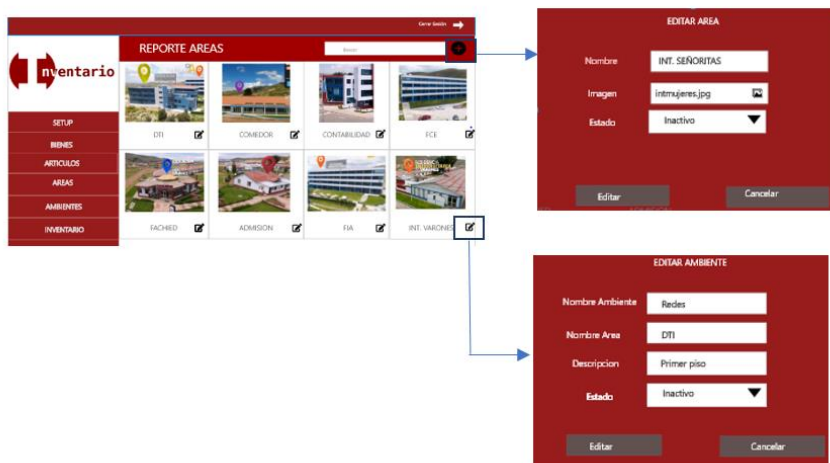 Cerrar Sesión
Inventario
REPORTE AREAS
Buscar
SETUP
BIENES
ARTICULOS
AREAS
AMBIENTES
INVENTARIO
DTI
COMEDOR
CONTABILIDAD
FCE
FACHIED
ADMISION
FIA
INT. VARONES
EDITAR AREA
Nombre INT. SEÑORITAS
Imagen intmujeres.jpg
Estado Inactivo
Editar Cancelar
EDITAR AMBIENTE
Nombre Ambiente Redes
Nombre Area DTI
Descripcion Primer piso
Estado Inactivo
Editar Cancelar